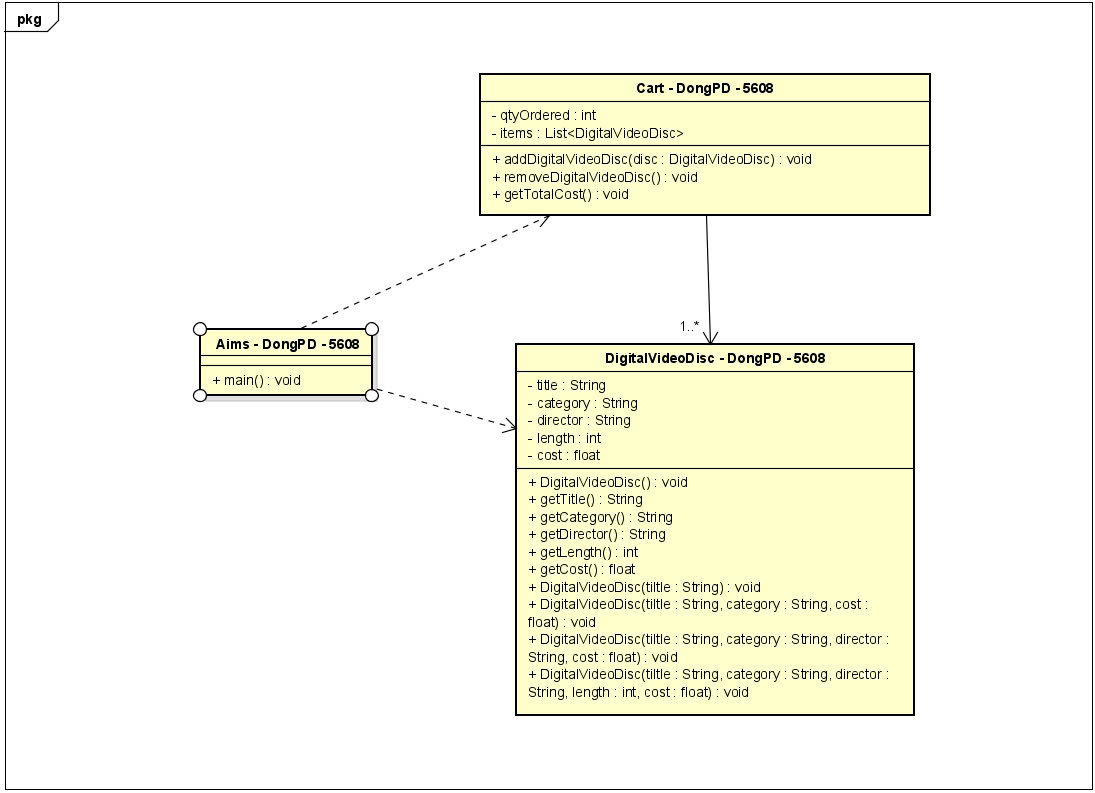 pkg
Cart - DongPD - 5608
- qtyOrdered : int
- items : List<DigitalVideoDisc>
+ addDigitalVideoDisc(disc : DigitalVideoDisc) : void
+ removeDigitalVideoDisc() : void
+ getTotalCost() : void
1..*
Aims - DongPD - 5608
+ main() : void
DigitalVideoDisc - DongPD - 5608
- title : String
- category : String
- director : String
- length : int
- cost : float
+ DigitalVideoDisc() : void
+ getTitle() : String
+ getCategory() : String
+ getDirector() : String
+ getLength() : int
+ getCost() : float
+ DigitalVideoDisc(tiltle : String) : void
+ DigitalVideoDisc(tiltle : String, category : String, cost :
float) : void
+ DigitalVideoDisc(tiltle : String, category : String, director :
String, cost : float) : void
+ DigitalVideoDisc(tiltle : String, category : String, director :
String, length : int, cost : float) : void